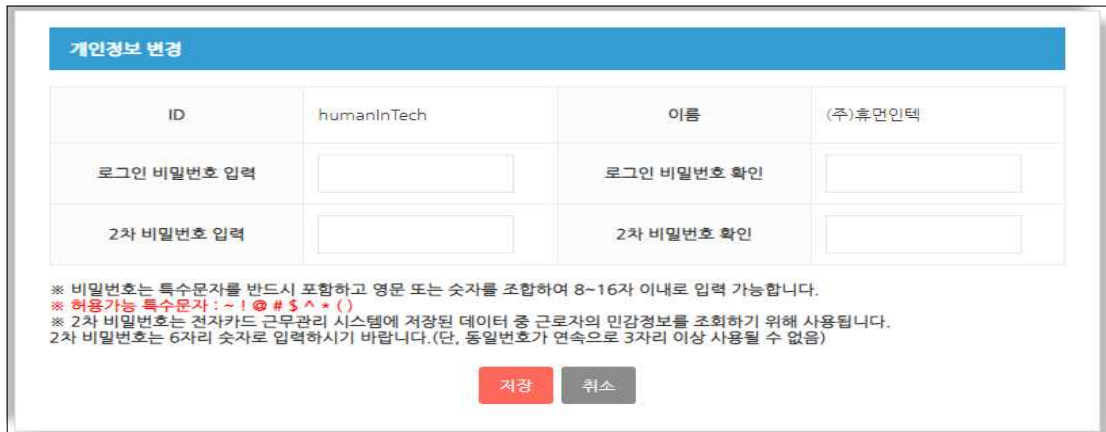 개인정보 변경
ID humanInTech 이름 (주)휴먼인텍
로그인 비밀번호 입력 로그인 비밀번호 확인
2차 비밀번호 입력 2차 비밀번호 확인
※ 비밀번호는 특수문자를 반드시 포함하고 영문 또는 숫자를 조합하여 8~16자 이내로 입력 가능합니다.
※ 허용가능 특수문자 : ~ ! @ # $ ^ * ( )
※ 2차 비밀번호는 전자카드 근무관리 시스템에 저장된 데이터 중 근로자의 민감정보를 조회하기 위해 사용됩니다.
2차 비밀번호는 6자리 숫자로 입력하시기 바랍니다.(단, 동일번호가 연속으로 3자리 이상 사용될 수 없음)
저장 취소